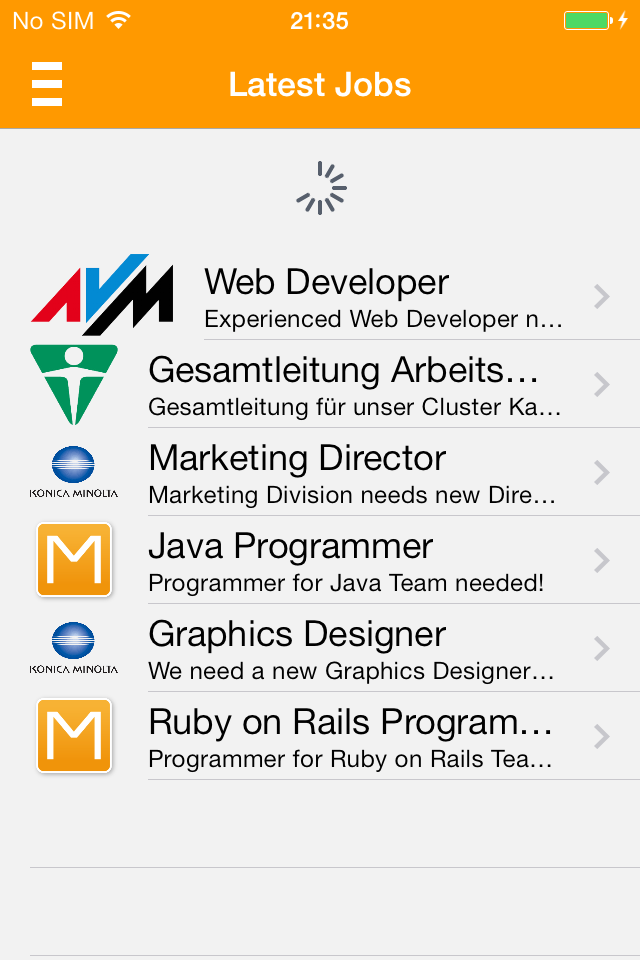 No SIM 21:35
Latest Jobs
AVM
Web Developer
Experienced Web Developer n...
Gesamtleitung Arbeits...
Gesamtleitung für unser Cluster Ka...
KONICA MINOLTA
Marketing Director
Marketing Division needs new Dire...
M
Java Programmer
Programmer for Java Team needed!
KONICA MINOLTA
Graphics Designer
We need a new Graphics Designer...
M
Ruby on Rails Program...
Programmer for Ruby on Rails Tea...